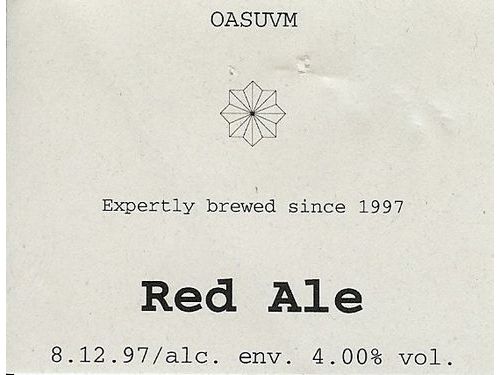 OASUVM
Expertly brewed since 1997
Red Ale
8.12.97/alc. env. 4.00% vol.